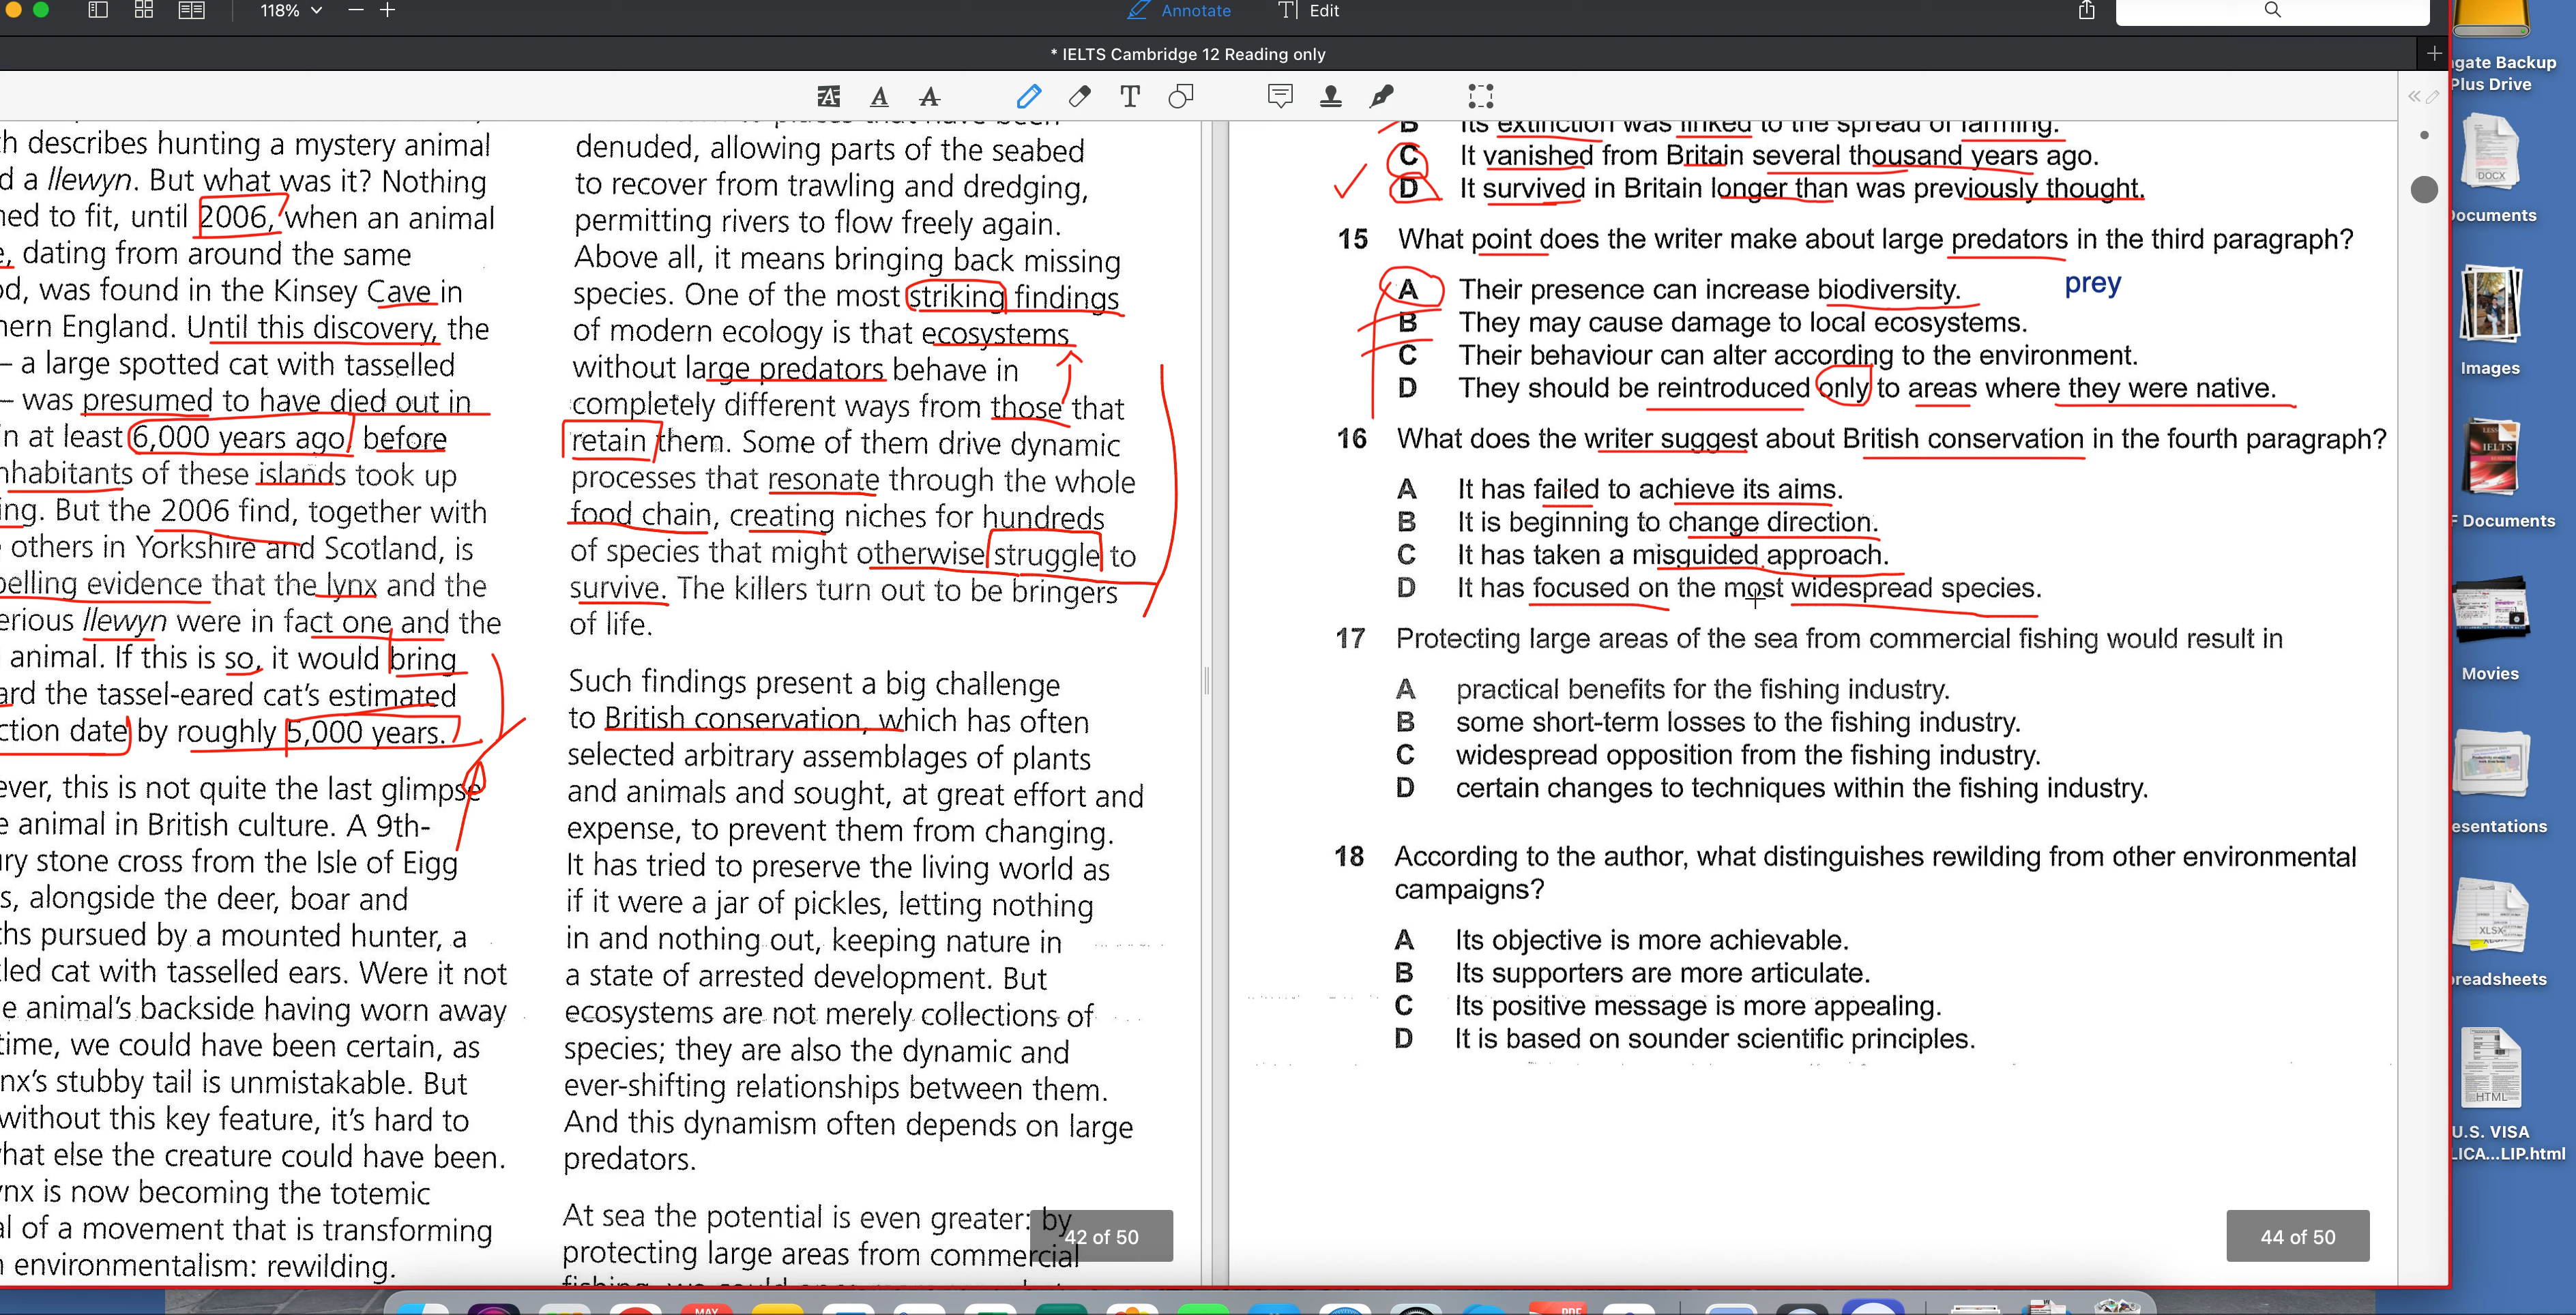 118%
Annotate
Edit
* IELTS Cambridge 12 Reading only
describes hunting a mystery animal
a llewyn. But what was it? Nothing
to fit, until 2006, when an animal
dating from around the same
was found in the Kinsey Cave in
England. Until this discovery, the
– a large spotted cat with tasselled
– was presumed to have died out in
at least 6,000 years ago, before
of these islands took up
But the 2006 find, together with
others in Yorkshire and Scotland, is
evidence that the lynx and the
llewyn were in fact one and the
animal. If this is so, it would bring
the tassel-eared cat's estimated
date by roughly 5,000 years.
this is not quite the last glimpse
animal in British culture. A 9th-
stone cross from the Isle of Eigg
alongside the deer, boar and
pursued by a mounted hunter, a
cat with tasselled ears. Were it not
animal's backside having worn away
time, we could have been certain, as
stubby tail is unmistakable. But
without this key feature, it's hard to
what else the creature could have been.
is now becoming the totemic
of a movement that is transforming
environmentalism: rewilding.
denuded, allowing parts of the seabed
to recover from trawling and dredging,
permitting rivers to flow freely again.
Above all, it means bringing back missing
species. One of the most striking findings
of modern ecology is that ecosystems
without large predators behave in
completely different ways from those that
retain them. Some of them drive dynamic
processes that resonate through the whole
food chain, creating niches for hundreds
of species that might otherwise struggle to
survive. The killers turn out to be bringers
of life.
Such findings present a big challenge
to British conservation, which has often
selected arbitrary assemblages of plants
and animals and sought, at great effort and
expense, to prevent them from changing.
It has tried to preserve the living world as
if it were a jar of pickles, letting nothing
in and nothing out, keeping nature in
a state of arrested development. But
ecosystems are not merely collections of
species; they are also the dynamic and
ever-shifting relationships between them.
And this dynamism often depends on large
predators.
At sea the potential is even greater: by
protecting large areas from commercial
42 of 50
B Its extinction was linked to the spread of farming.
C It vanished from Britain several thousand years ago.
D It survived in Britain longer than was previously thought.
15 What point does the writer make about large predators in the third paragraph?
A Their presence can increase biodiversity.
prey
B They may cause damage to local ecosystems.
C Their behaviour can alter according to the environment.
D They should be reintroduced only to areas where they were native.
16 What does the writer suggest about British conservation in the fourth paragraph?
A It has failed to achieve its aims.
B It is beginning to change direction.
C It has taken a misguided approach.
D It has focused on the most widespread species.
17 Protecting large areas of the sea from commercial fishing would result in
A practical benefits for the fishing industry.
B some short-term losses to the fishing industry.
C widespread opposition from the fishing industry.
D certain changes to techniques within the fishing industry.
18 According to the author, what distinguishes rewilding from other environmental
campaigns?
A Its objective is more achievable.
B Its supporters are more articulate.
C Its positive message is more appealing.
D It is based on sounder scientific principles.
44 of 50
Backup
Plus Drive
DOCX
Images
IELTS
Documents
Movies
XLSX
HTML
U.S. VISA
LIP.html
MAY
PDF